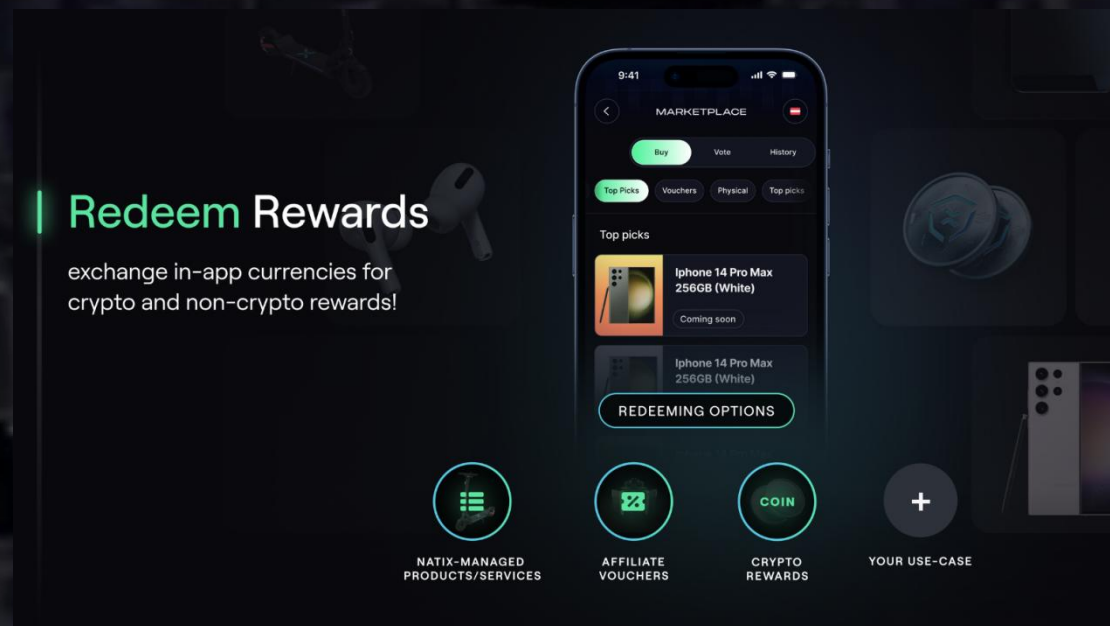 Redeem Rewards
exchange in-app currencies for
crypto and non-crypto rewards!
9:41
MARKETPLACE
Buy Vote History
Top Picks Vouchers Physical Top picks
Top picks
Iphone 14 Pro Max
256GB (White)
Coming soon
Iphone 14 Pro Max
256GB (White)
REDEEMING OPTIONS
COIN
NATIX-MANAGED
PRODUCTS/SERVICES
AFFILIATE
VOUCHERS
CRYPTO
REWARDS
YOUR USE-CASE